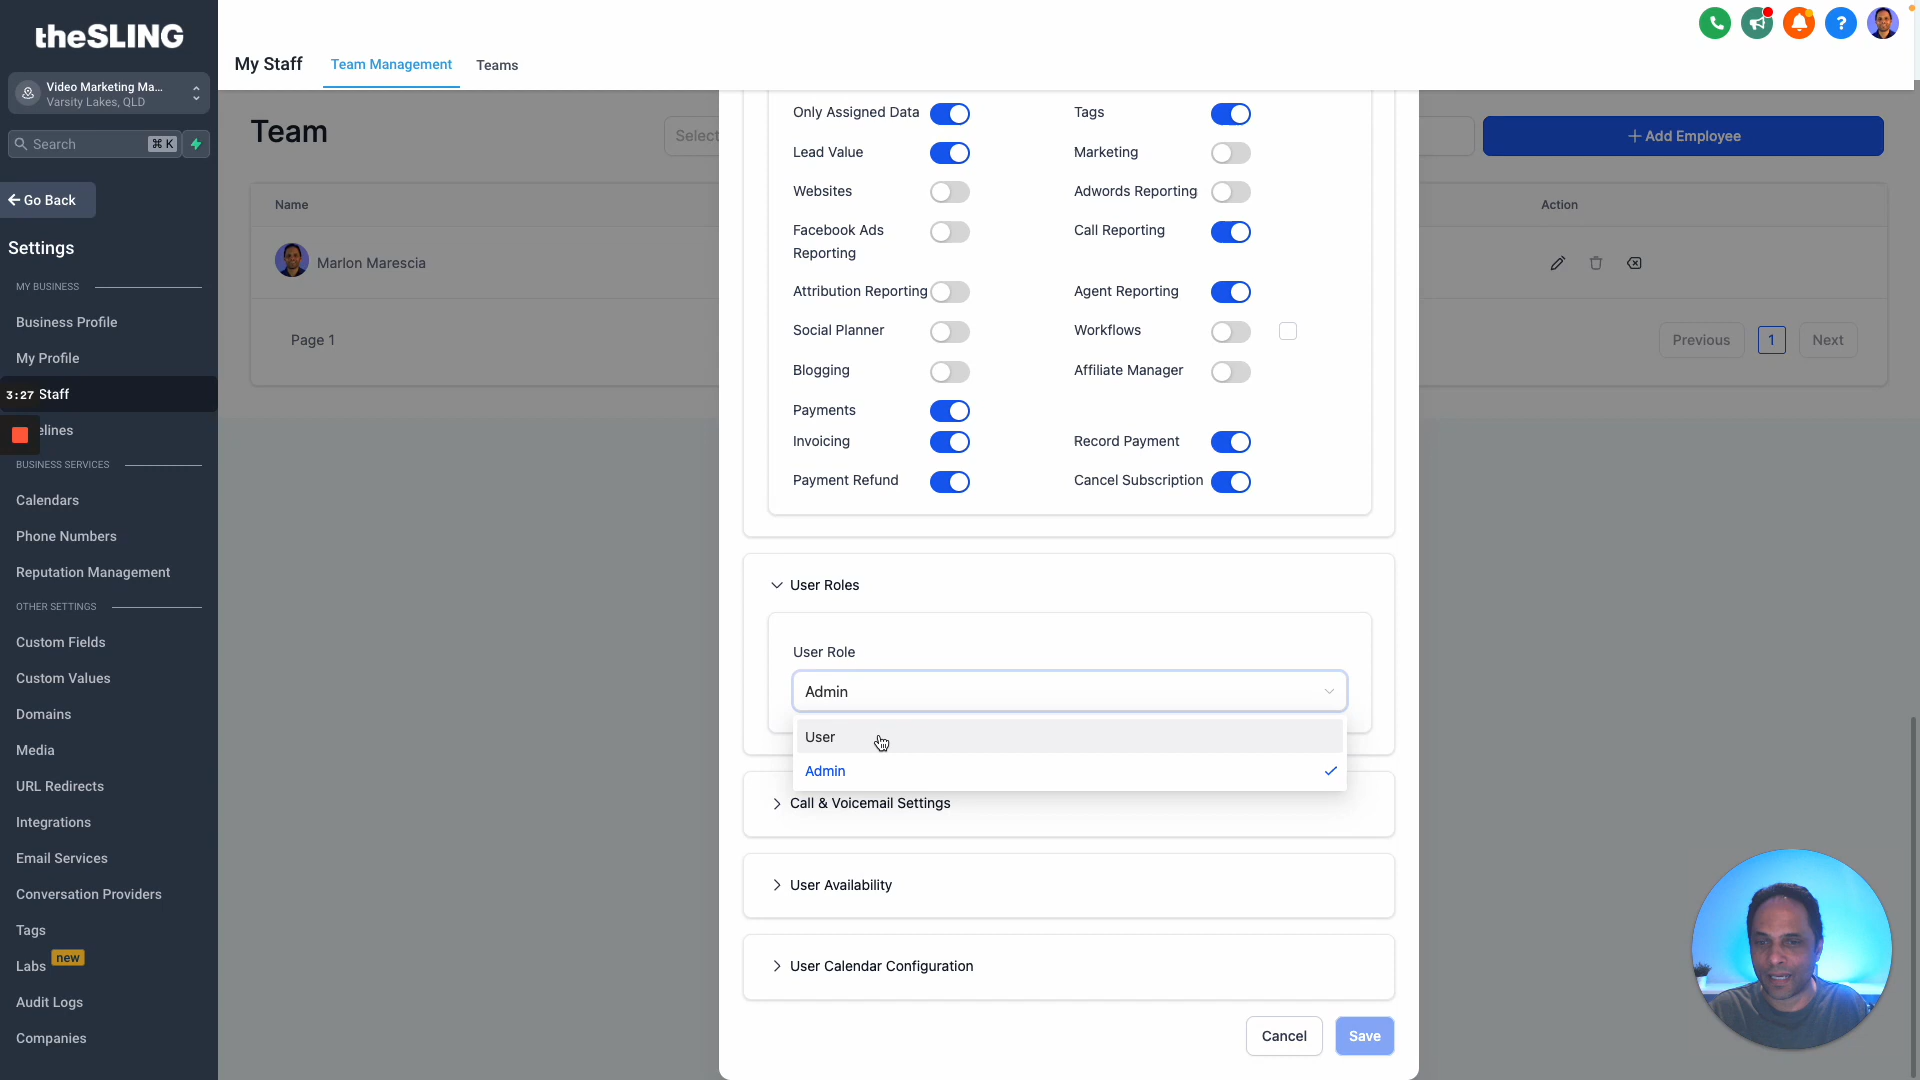 theSLING
Video Marketing Ma...
Varsity Lakes, QLD
Search
⌘ K
Go Back
Settings
MY BUSINESS
Business Profile
My Profile
3:27 Staff
elines
BUSINESS SERVICES
Calendars
Phone Numbers
Reputation Management
OTHER SETTINGS
Custom Fields
Custom Values
Domains
Media
URL Redirects
Integrations
Email Services
Conversation Providers
Tags
Labs new
Audit Logs
Companies
My Staff
Team Management
Teams
?
Team
Select
+ Add Employee
Name
Action
Marlon Marescia
Page 1
Previous
1
Next
Only Assigned Data
Tags
Lead Value
Marketing
Websites
Adwords Reporting
Facebook Ads
Reporting
Call Reporting
Attribution Reporting
Agent Reporting
Social Planner
Workflows
Blogging
Affiliate Manager
Payments
Invoicing
Record Payment
Payment Refund
Cancel Subscription
User Roles
User Role
Admin
User
Admin
Call & Voicemail Settings
User Availability
User Calendar Configuration
Cancel
Save